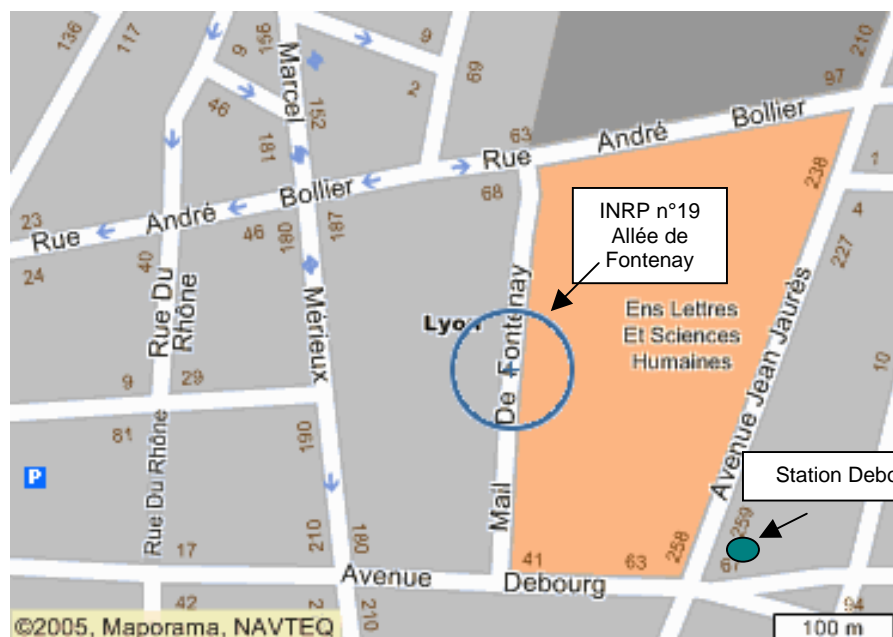 136
117
9
156
Marcel
9
2
69
46
181
152
63
Rue André Bollier
97
210
68
238
4
227
23
24
Rue André Bollier
46
180
187
40
Rue Du
Rhône
Mérieux
INRP n°19
Allée de
Fontenay
Lyon
Mail De Fontenay
Ens Lettres
Et Sciences
Humaines
Avenue Jean Jaurès
10
9
29
81
P
Rue Du Rhône
190
210
180
17
42
210
Avenue Debourg
41
63
258
259
67
Station Debo
94
©2005, Maporama, NAVTEQ
100 m